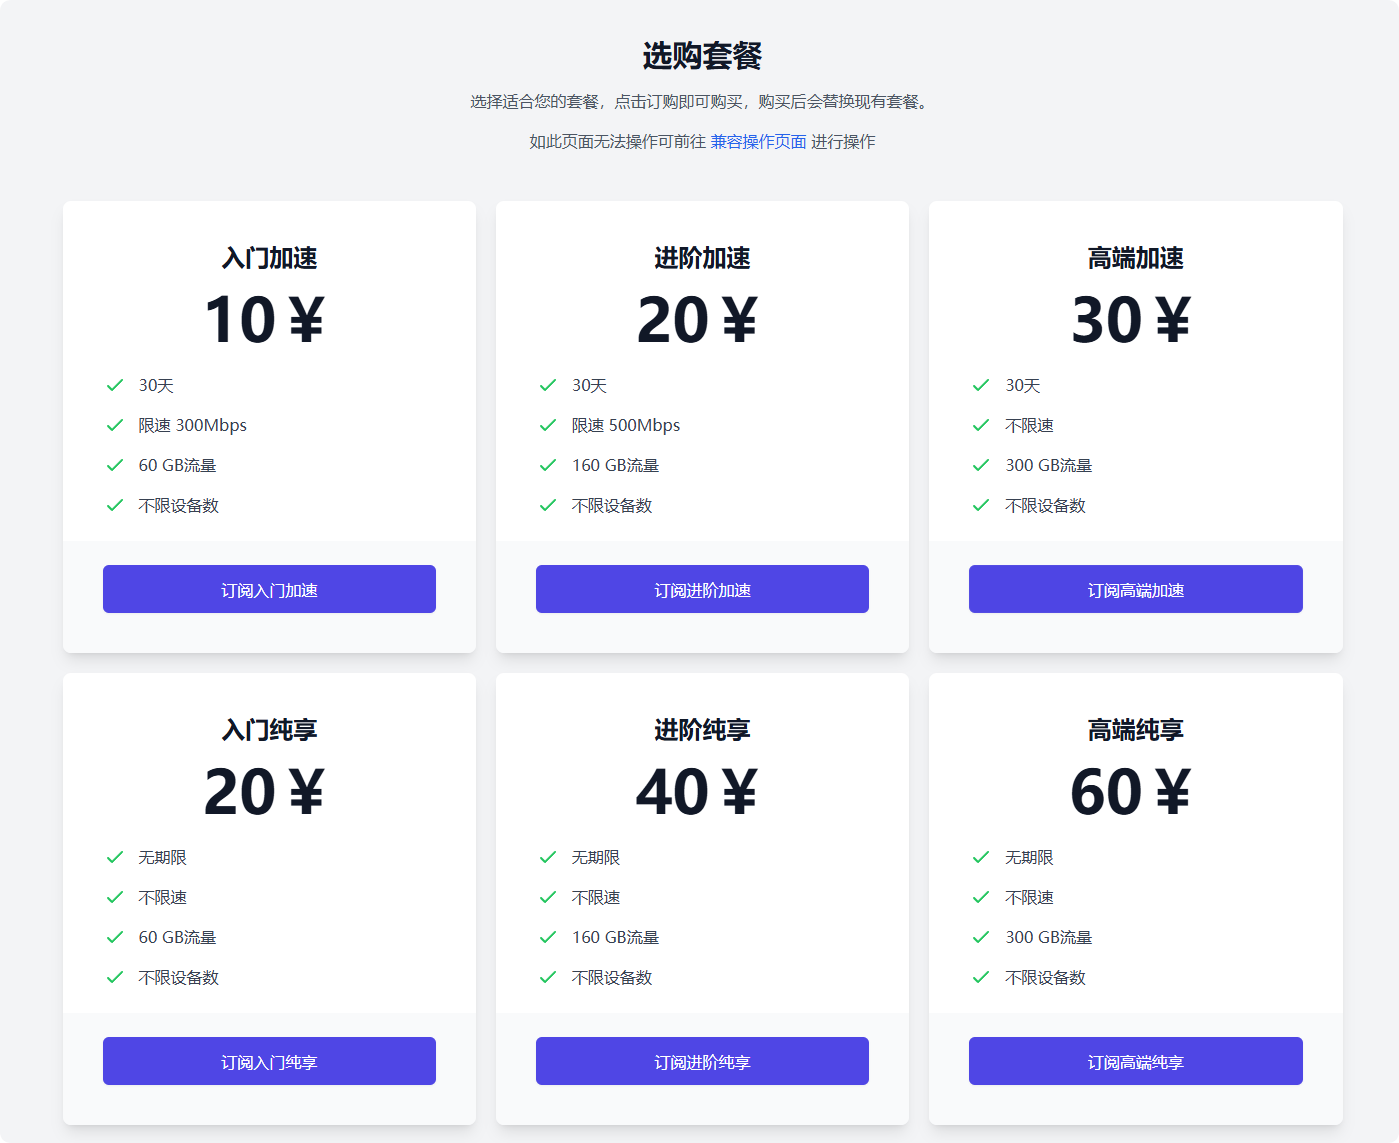 选购套餐
选择适合您的套餐，点击订购即可购买，购买后会替换现有套餐。
如此页面无法操作可前往 兼容操作页面 进行操作
入门加速
10 ¥
30天
限速 300Mbps
60 GB流量
不限设备数
订阅入门加速
进阶加速
20 ¥
30天
限速 500Mbps
160 GB流量
不限设备数
订阅进阶加速
高端加速
30 ¥
30天
不限速
300 GB流量
不限设备数
订阅高端加速
入门纯享
20 ¥
无期限
不限速
60 GB流量
不限设备数
订阅入门纯享
进阶纯享
40 ¥
无期限
不限速
160 GB流量
不限设备数
订阅进阶纯享
高端纯享
60 ¥
无期限
不限速
300 GB流量
不限设备数
订阅高端纯享